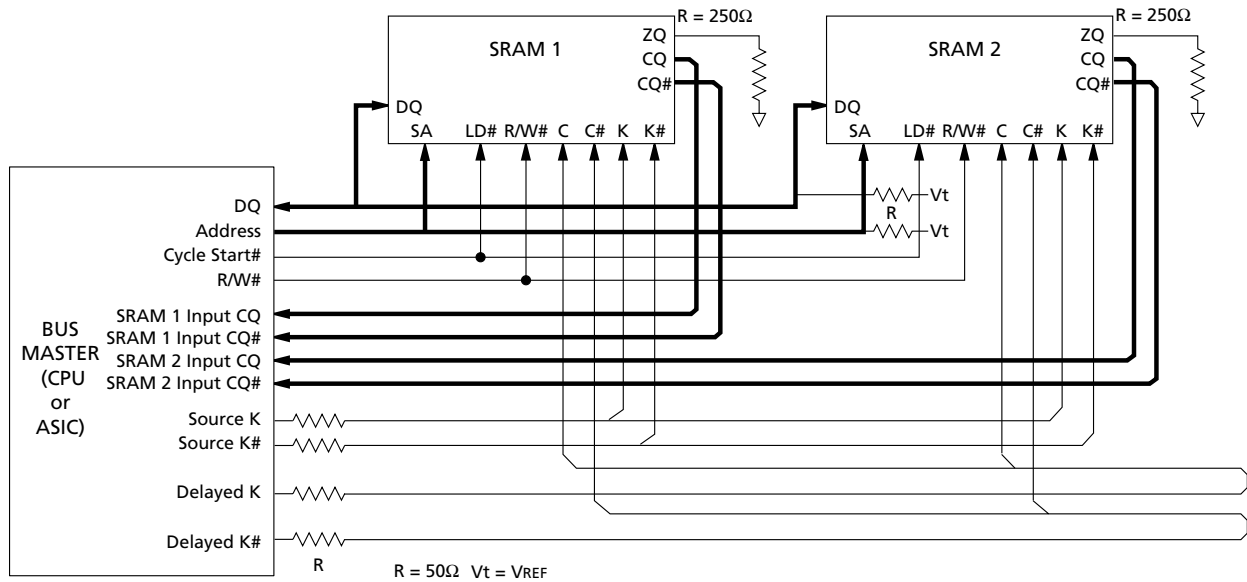 R = 250Ω
SRAM 1
ZQ
CQ
CQ#
DQ
SA LD# R/W# C C# K K#
R = 250Ω
SRAM 2
ZQ
CQ
CQ#
DQ
SA LD# R/W# C C# K K#
Vt
R
Vt
BUS
MASTER
(CPU
or
ASIC)
DQ
Address
Cycle Start#
R/W#
SRAM 1 Input CQ
SRAM 1 Input CQ#
SRAM 2 Input CQ
SRAM 2 Input CQ#
Source K
Source K#
Delayed K
Delayed K#
R
R = 50Ω Vt = VREF